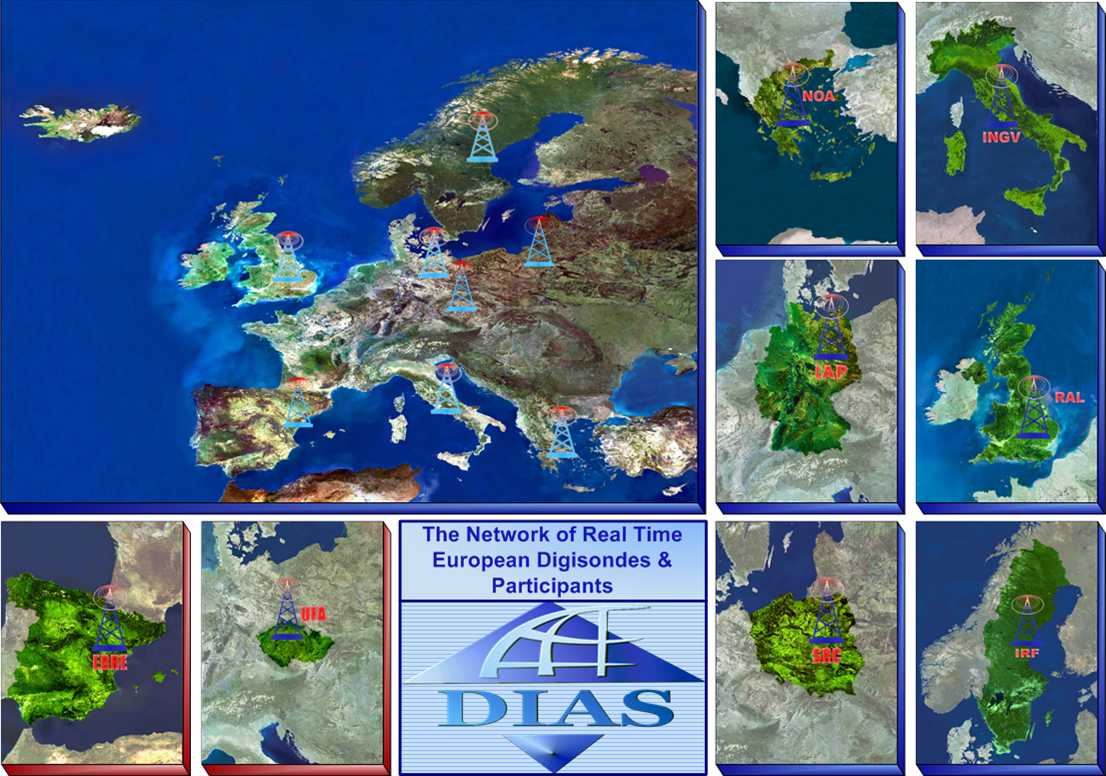 NOA
INGV
IAP
RAL
EBRE
UFA
The Network of Real Time
European Digisondes &
Participants
DIAS
SRC
IRF